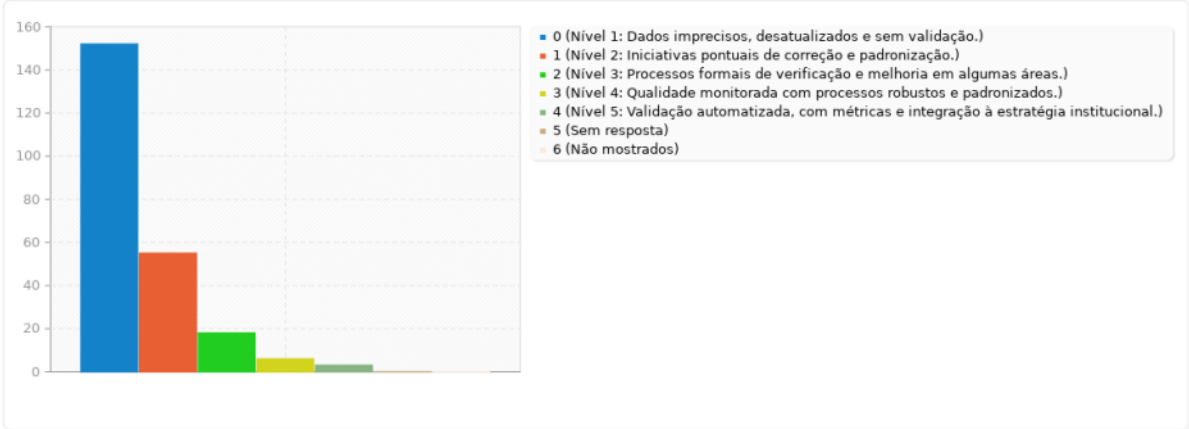 160
140
120
100
80
60
40
20
0
0 (Nível 1: Dados imprecisos, desatualizados e sem validação.)
1 (Nível 2: Iniciativas pontuais de correção e padronização.)
2 (Nível 3: Processos formais de verificação e melhoria em algumas áreas.)
3 (Nível 4: Qualidade monitorada com processos robustos e padronizados.)
4 (Nível 5: Validação automatizada, com métricas e integração à estratégia institucional.)
5 (Sem resposta)
6 (Não mostrados)